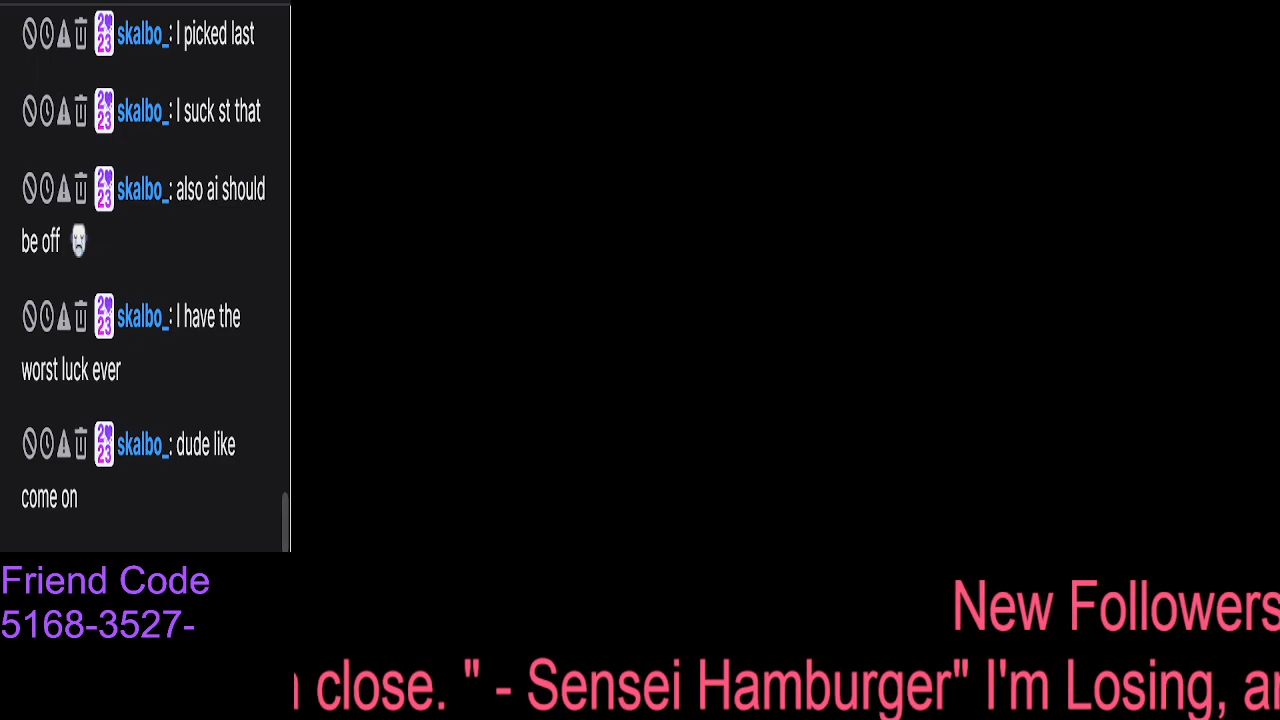 skalbo_: I picked last
skalbo_: I suck st that
skalbo_: also ai should
be off
skalbo_: I have the
worst luck ever
skalbo_: dude like
come on
Friend Code
5168-3527-
New Followers
close. " - Sensei Hamburger" I'm Losing,